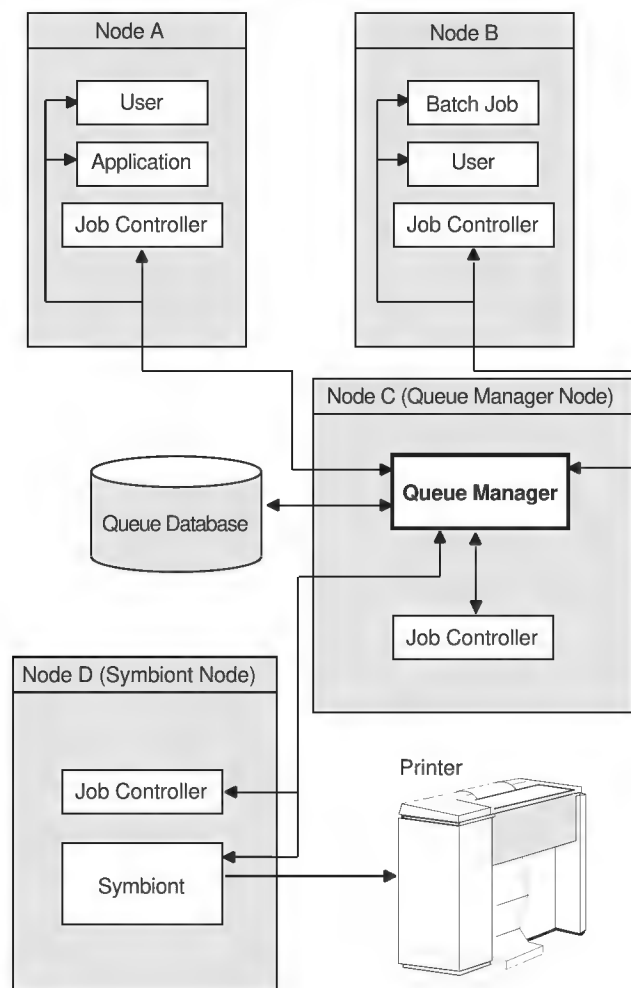 Node A
User
Application
Job Controller
Node B
Batch Job
User
Job Controller
Node C (Queue Manager Node)
Queue Manager
Job Controller
Queue Database
Node D (Symbiont Node)
Job Controller
Symbiont
Printer